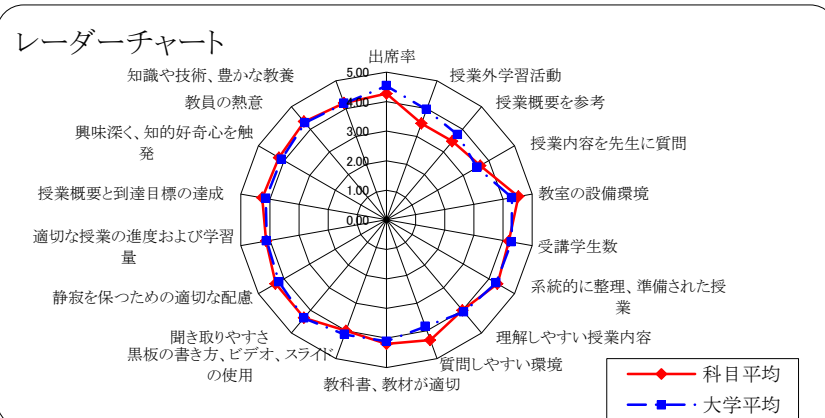 レーダーチャート
出席率
授業外学習活動
授業概要を参考
授業内容を先生に質問
教室の設備環境
受講学生数
系統的に整理、準備された授
業
理解しやすい授業内容
質問しやすい環境
教科書、教材が適切
黒板の書き方、ビデオ、スライド
の使用
聞き取りやすさ
静寂を保つための適切な配慮
適切な授業の進度および学習
量
授業概要と到達目標の達成
興味深く、知的好奇心を触
発
教員の熱意
知識や技術、豊かな教養
5.00
4.00
3.00
2.00
1.00
0.00
科目平均
大学平均